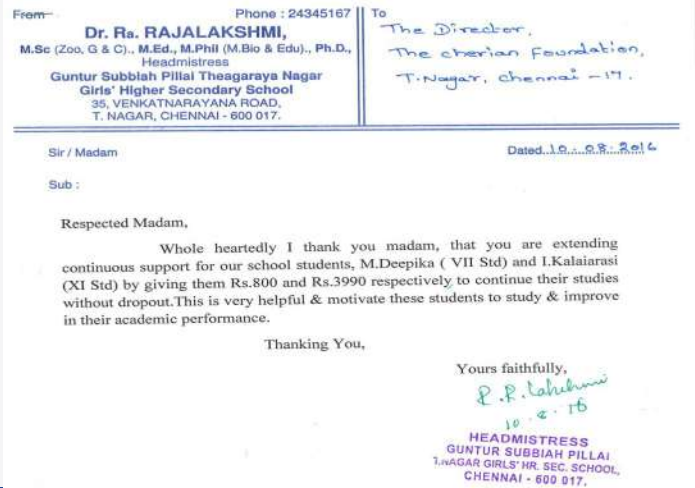 From
Phone : 24345167
Dr. Ra. RAJALAKSHMI,
M.Sc (Zoo, G & C)., M.Ed., M.Phil (M.Bio & Edu)., Ph.D.,
Headmistress
Guntur Subbiah Pillai Theagaraya Nagar
Girls' Higher Secondary School
35, VENKATNARAYANA ROAD,
T. NAGAR, CHENNAI - 600 017.
To
The Director,
The cherian Foundation,
T.Nagar, chennai - 17.
Sir / Madam
Dated..10..08.2016
Sub :
Respected Madam,
Whole heartedly I thank you madam, that you are extending
continuous support for our school students, M.Deepika ( VII Std) and I.Kalaiarasi
(XI Std) by giving them Rs.800 and Rs.3990 respectively to continue their studies
without dropout.This is very helpful & motivate these students to study & improve
in their academic performance.
Thanking You,
Yours faithfully,
10.8.16
HEADMISTRESS
GUNTUR SUBBIAH PILLAI
T.NAGAR GIRLS' HR. SEC. SCHOOL,
CHENNAI - 600 017.